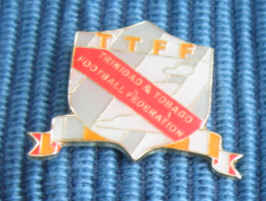 TTFF
TRINIDAD & TOBAGO
FOOTBALL FEDERATION